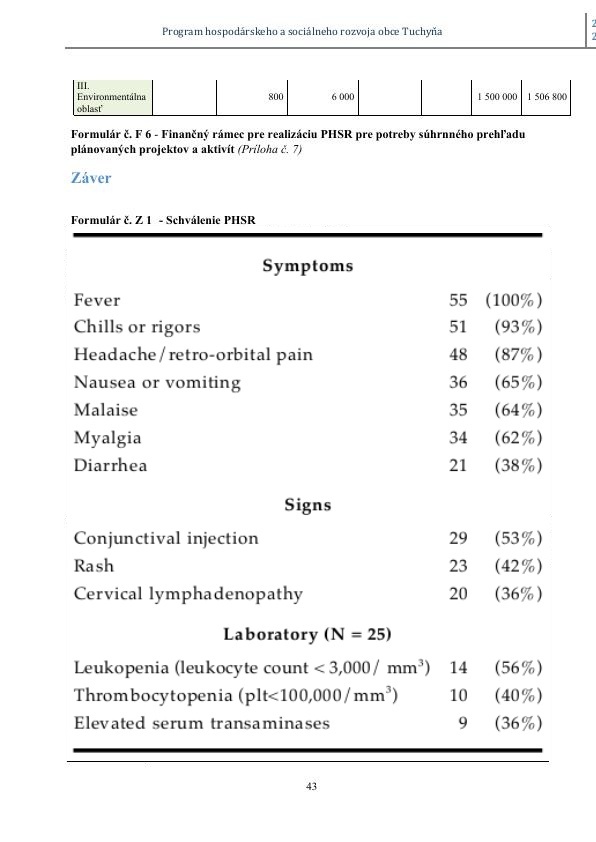 Program hospodárskeho a sociálneho rozvoja obce Tuchyňa
2
2
III.
Environmentálna
oblasť
800 6 000 1 500 000 1 506 800
Formulár č. F 6 - Finančný rámec pre realizáciu PHSR pre potreby súhrnného prehľadu
plánovaných projektov a aktivít (Príloha č. 7)
Záver
Formulár č. Z 1 - Schválenie PHSR
Symptoms
Fever 55 (100%)
Chills or rigors 51 (93%)
Headache/retro-orbital pain 48 (87%)
Nausea or vomiting 36 (65%)
Malaise 35 (64%)
Myalgia 34 (62%)
Diarrhea 21 (38%)
Signs
Conjunctival injection 29 (53%)
Rash 23 (42%)
Cervical lymphadenopathy 20 (36%)
Laboratory (N = 25)
Leukopenia (leukocyte count < 3,000/ mm³) 14 (56%)
Thrombocytopenia (plt<100,000/mm³) 10 (40%)
Elevated serum transaminases 9 (36%)
43